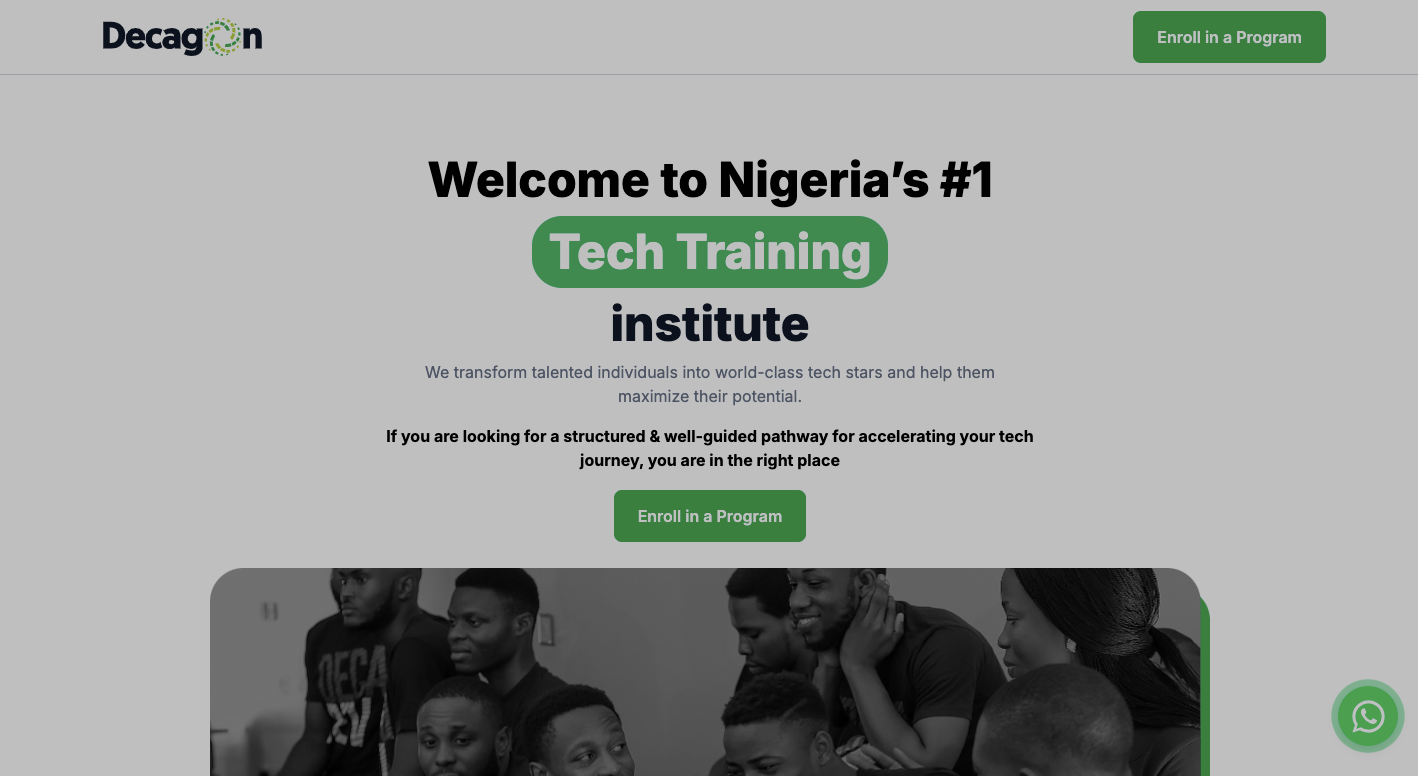 Decagon
Enroll in a Program
Welcome to Nigeria’s #1
Tech Training
institute
We transform talented individuals into world-class tech stars and help them
maximize their potential.
If you are looking for a structured & well-guided pathway for accelerating your tech
journey, you are in the right place
Enroll in a Program
DECA